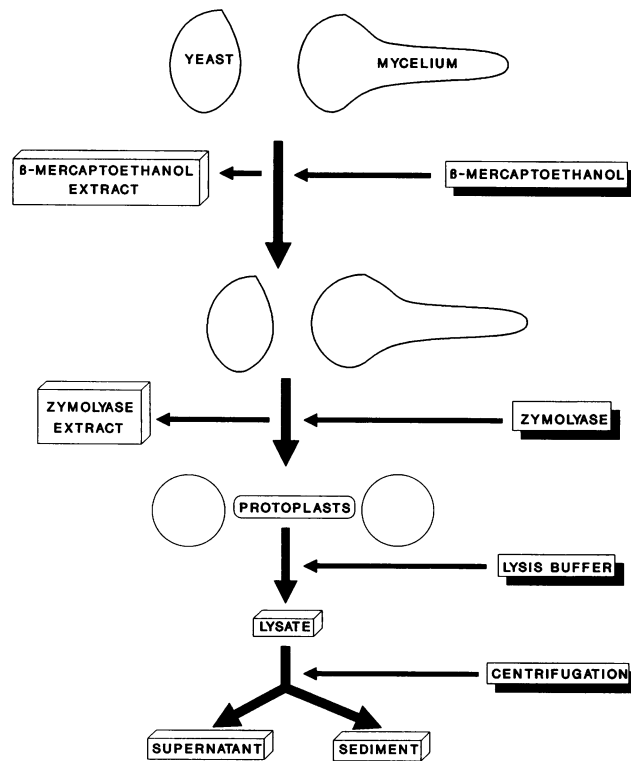 YEAST
MYCELIUM
ß-MERCAPTOETHANOL
EXTRACT
ß-MERCAPTOETHANOL
ZYMOLYASE
EXTRACT
ZYMOLYASE
PROTOPLASTS
LYSIS BUFFER
LYSATE
CENTRIFUGATION
SUPERNATANT
SEDIMENT